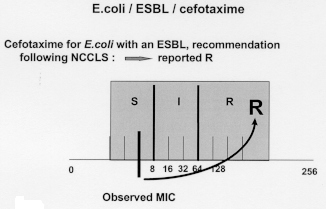 E.coli / ESBL / cefotaxime
Cefotaxime for E.coli with an ESBL, recommendation
following NCCLS : reported R
S I R R
0 8 16 32 64 128 256
Observed MIC